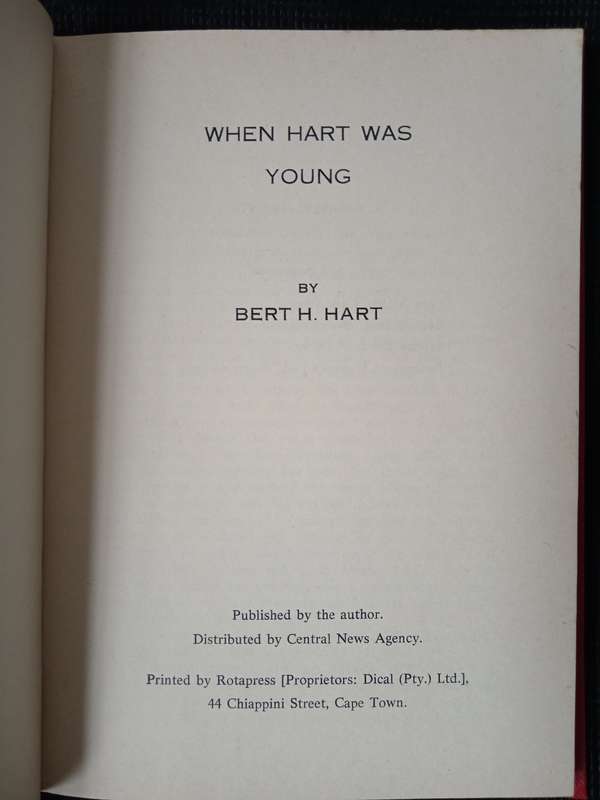 WHEN HART WAS
YOUNG
BY
BERT H. HART
Published by the author.
Distributed by Central News Agency.
Printed by Rotapress [Proprietors: Dical (Pty.) Ltd.],
44 Chiappini Street, Cape Town.